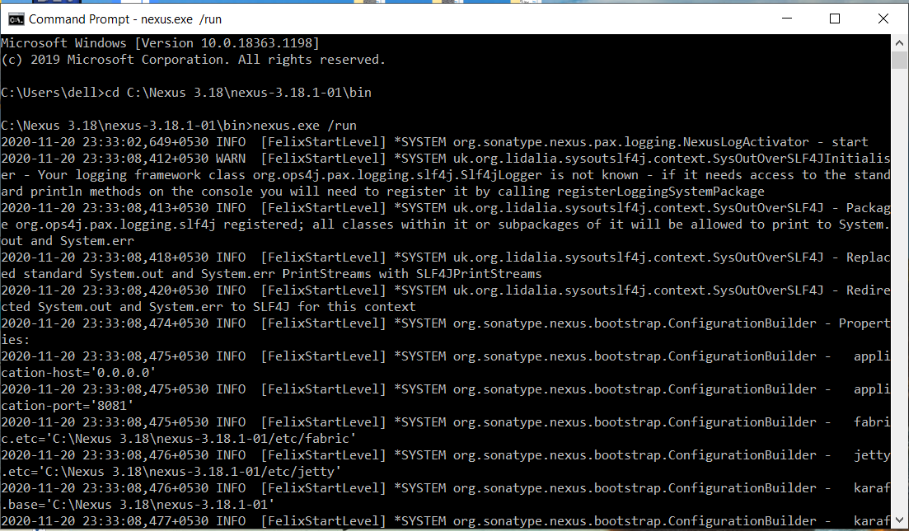 Command Prompt - nexus.exe /run
Microsoft Windows [Version 10.0.18363.1198]
(c) 2019 Microsoft Corporation. All rights reserved.
C:\Users\dell>cd C:\Nexus 3.18\nexus-3.18.1-01\bin
C:\Nexus 3.18\nexus-3.18.1-01\bin>nexus.exe /run
2020-11-20 23:33:02,649+0530 INFO  [FelixStartLevel] *SYSTEM org.sonatype.nexus.pax.logging.NexusLogActivator - start
2020-11-20 23:33:08,412+0530 WARN  [FelixStartLevel] *SYSTEM uk.org.lidalia.sysoutslf4j.context.SysOutOverSLF4JInitialis
er - Your logging framework class org.ops4j.pax.logging.slf4j.Slf4jLogger is not known - if it needs access to the stand
ard println methods on the console you will need to register it by calling registerLoggingSystemPackage
2020-11-20 23:33:08,413+0530 INFO  [FelixStartLevel] *SYSTEM uk.org.lidalia.sysoutslf4j.context.SysOutOverSLF4J - Packag
e org.ops4j.pax.logging.slf4j registered; all classes within it or subpackages of it will be allowed to print to System.
out and System.err
2020-11-20 23:33:08,418+0530 INFO  [FelixStartLevel] *SYSTEM uk.org.lidalia.sysoutslf4j.context.SysOutOverSLF4J - Replac
ed standard System.out and System.err PrintStreams with SLF4JPrintStreams
2020-11-20 23:33:08,420+0530 INFO  [FelixStartLevel] *SYSTEM uk.org.lidalia.sysoutslf4j.context.SysOutOverSLF4J - Redire
cted System.out and System.err to SLF4J for this context
2020-11-20 23:33:08,474+0530 INFO  [FelixStartLevel] *SYSTEM org.sonatype.nexus.bootstrap.ConfigurationBuilder - Propert
ies:
2020-11-20 23:33:08,475+0530 INFO  [FelixStartLevel] *SYSTEM org.sonatype.nexus.bootstrap.ConfigurationBuilder -   appli
cation-host='0.0.0.0'
2020-11-20 23:33:08,475+0530 INFO  [FelixStartLevel] *SYSTEM org.sonatype.nexus.bootstrap.ConfigurationBuilder -   appli
cation-port='8081'
2020-11-20 23:33:08,475+0530 INFO  [FelixStartLevel] *SYSTEM org.sonatype.nexus.bootstrap.ConfigurationBuilder -   fabri
c.etc='C:\Nexus 3.18\nexus-3.18.1-01/etc/fabric'
2020-11-20 23:33:08,476+0530 INFO  [FelixStartLevel] *SYSTEM org.sonatype.nexus.bootstrap.ConfigurationBuilder -   jetty
.etc='C:\Nexus 3.18\nexus-3.18.1-01/etc/jetty'
2020-11-20 23:33:08,476+0530 INFO  [FelixStartLevel] *SYSTEM org.sonatype.nexus.bootstrap.ConfigurationBuilder -   karaf
.base='C:\Nexus 3.18\nexus-3.18.1-01'
2020-11-20 23:33:08,477+0530 INFO  [FelixStartLevel] *SYSTEM org.sonatype.nexus.bootstrap.ConfigurationBuilder -   karaf